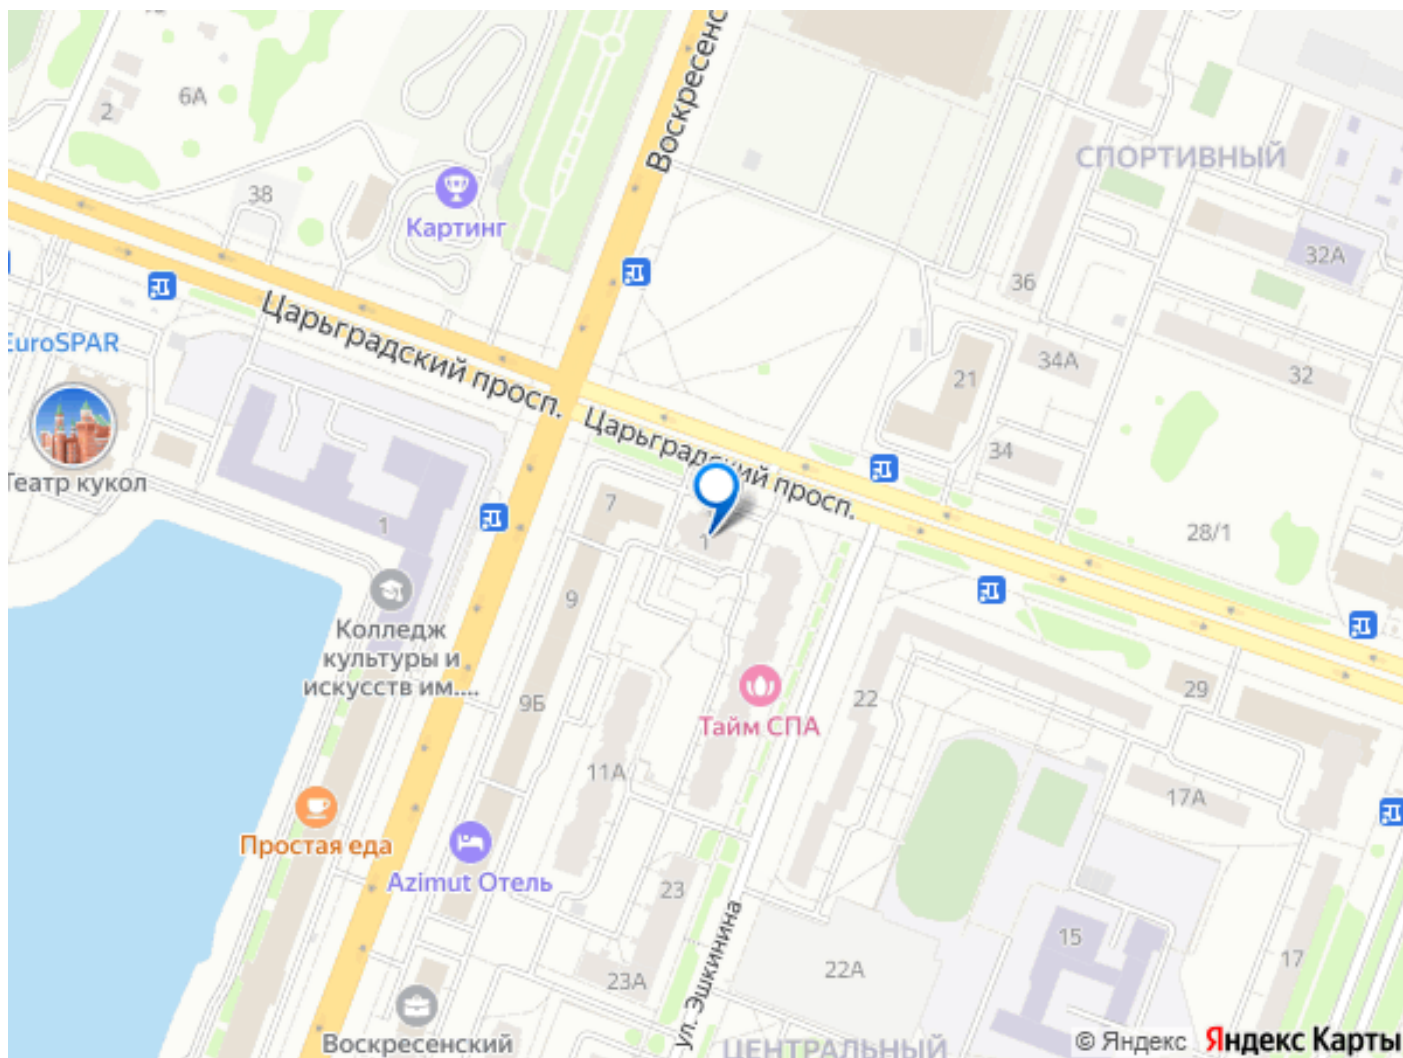 Воскресенс
СПОРТИВНЫЙ
6А
2
38
Картинг
32А
36
Царьградский просп.
EuroSPAR
34А
32
21
Царьградский просп.
34
Театр кукол
7
1
1
28/1
9
Колледж
культуры и
искусств им....
22
29
9Б
Тайм СПА
11А
17А
Простая еда
Azimut Отель
23
15
17
22А
23А
ул. Эшкинина
Воскресенский
ЦЕНТРАЛЬНЫЙ
© Яндекс Яндекс Карты